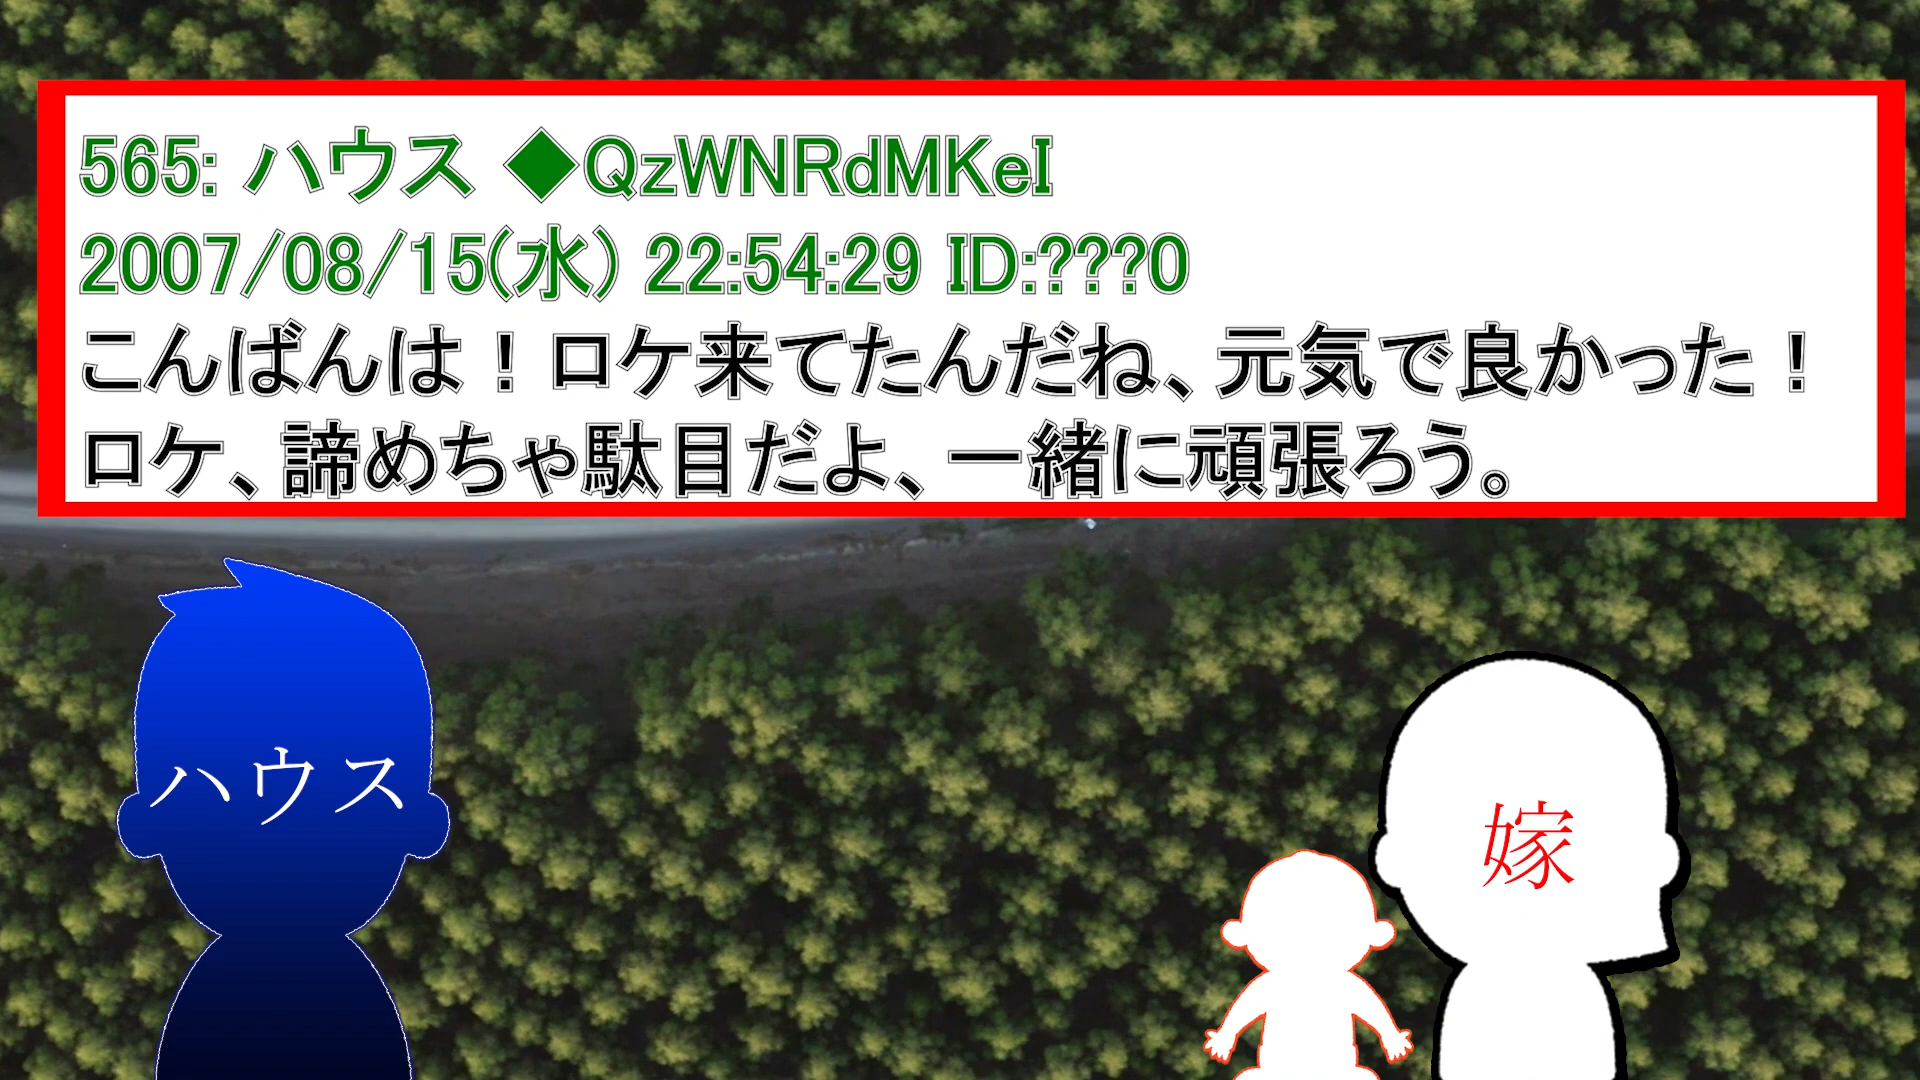 565: ハウス ◆QzWNRdMKeI
2007/08/15(水) 22:54:29 ID:???0
こんばんは！ロケ来てたんだね、元気で良かった！
ロケ、諦めちゃ駄目だよ、一緒に頑張ろう。
ハウス
嫁